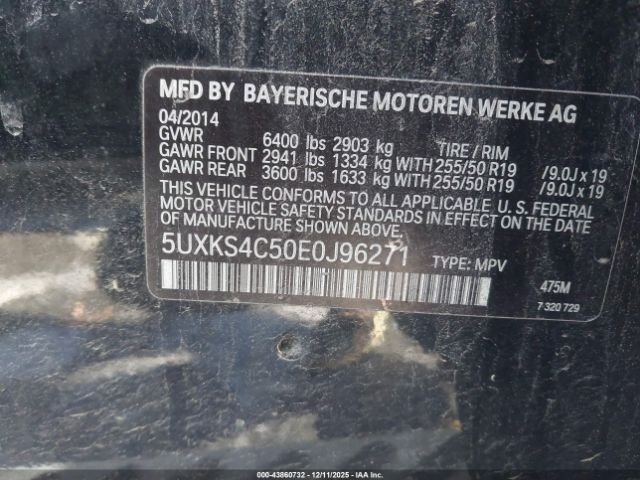 MFD BY BAYERISCHE MOTOREN WERKE AG
04/2014
GVWR 6400 lbs 2903 kg TIRE / RIM
GAWR FRONT 2941 lbs 1334 kg WITH 255/50 R19 /9.0J x 19
GAWR REAR 3600 lbs 1633 kg WITH 255/50 R19 /9.0J x 19
THIS VEHICLE CONFORMS TO ALL APPLICABLE U.S. FEDERAL
MOTOR VEHICLE SAFETY STANDARDS IN EFFECT ON THE DATE
OF MANUFACTURE SHOWN ABOVE.
5UXKS4C50E0J96271 TYPE: MPV
475M
7 320 729
000-43860732 - 12/11/2025 - IAAI.COM